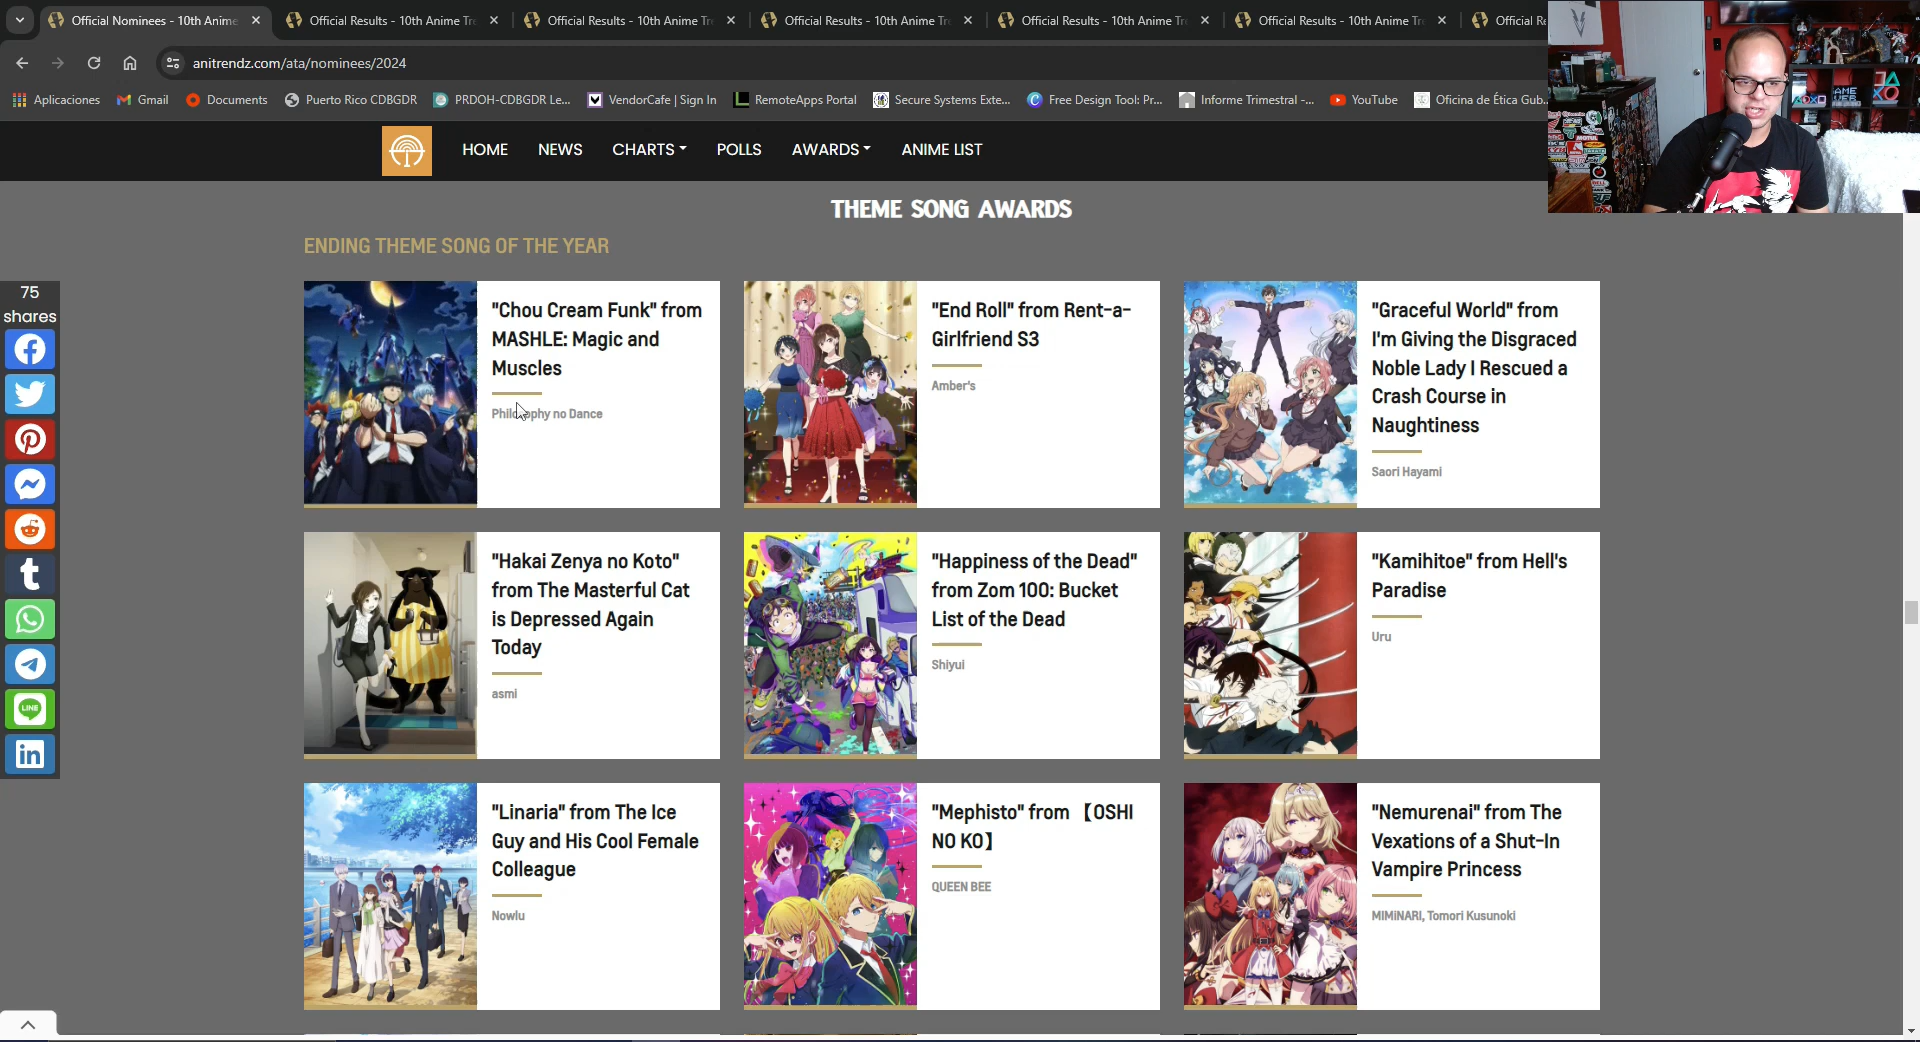 Official Nominees - 10th Anime
Official Results - 10th Anime Tr
Official Results - 10th Anime Tr
Official Results - 10th Anime Tr
Official Results - 10th Anime Tr
Official Results - 10th Anime Tr
Official Re
anitrendz.com/ata/nominees/2024
Aplicaciones
Gmail
Documents
Puerto Rico CDBGDR
PRDOH-CDBGDR Le...
VendorCafe | Sign In
RemoteApps Portal
Secure Systems Exte...
Free Design Tool: Pr...
Informe Trimestral -...
YouTube
Oficina de Ética Gub...
HOME
NEWS
CHARTS
POLLS
AWARDS
ANIME LIST
THEME SONG AWARDS
ENDING THEME SONG OF THE YEAR
75
shares
LINE
"Chou Cream Funk" from
MASHLE: Magic and
Muscles
Philosophy no Dance
"End Roll" from Rent-a-
Girlfriend S3
Amber's
"Graceful World" from
I'm Giving the Disgraced
Noble Lady I Rescued a
Crash Course in
Naughtiness
Saori Hayami
"Hakai Zenya no Koto"
from The Masterful Cat
is Depressed Again
Today
asmi
"Happiness of the Dead"
from Zom 100: Bucket
List of the Dead
Shiyui
"Kamihitoe" from Hell's
Paradise
Uru
"Linaria" from The Ice
Guy and His Cool Female
Colleague
Nowlu
"Mephisto" from 【OSHI
NO KO】
QUEEN BEE
"Nemurenai" from The
Vexations of a Shut-In
Vampire Princess
MIMiNARI, Tomori Kusunoki